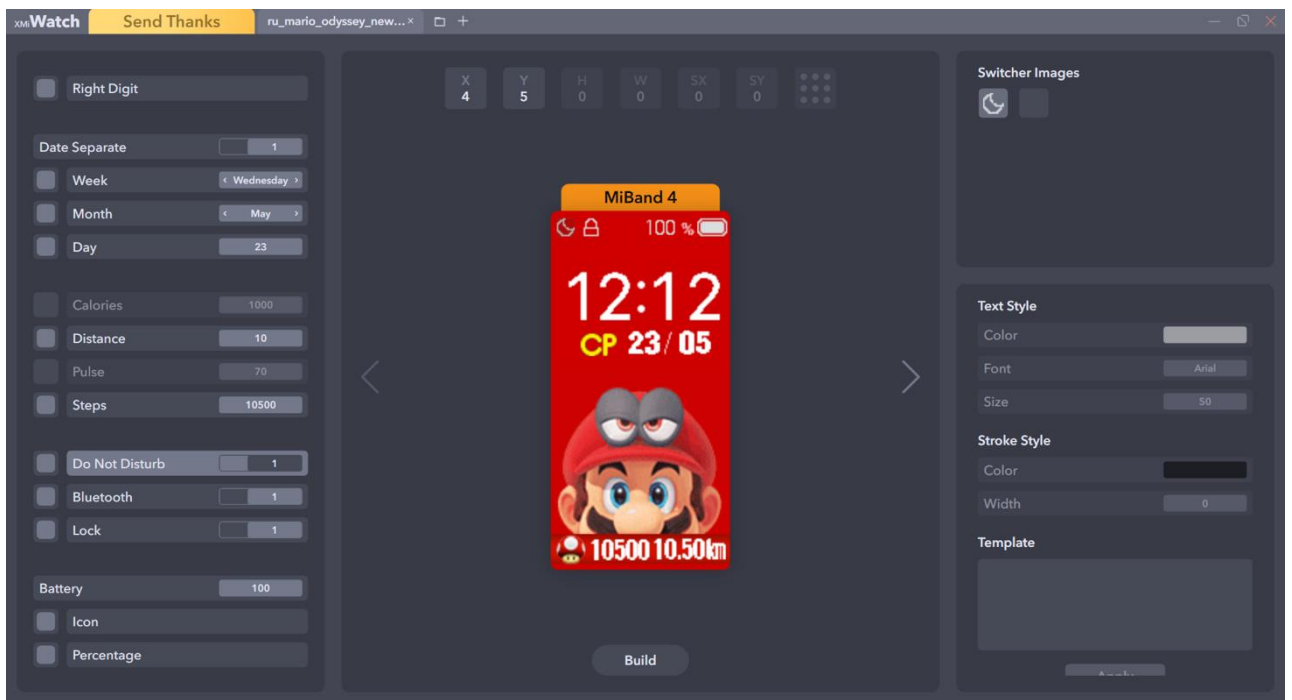 XMiWatch Send Thanks ru_mario_odyssey_new...× +
Right Digit
Date Separate 1
Week < Wednesday >
Month < May >
Day 23
Calories 1000
Distance 10
Pulse 70
Steps 10500
Do Not Disturb 1
Bluetooth 1
Lock 1
Battery 100
Icon
Percentage
X Y H W SX SY
4 5 0 0 0 0
MiBand 4
100 %
12:12
СР 23/ 05
10500 10.50km
Build
Switcher Images
Text Style
Color
Font Arial
Size 50
Stroke Style
Color
Width 0
Template
Apply